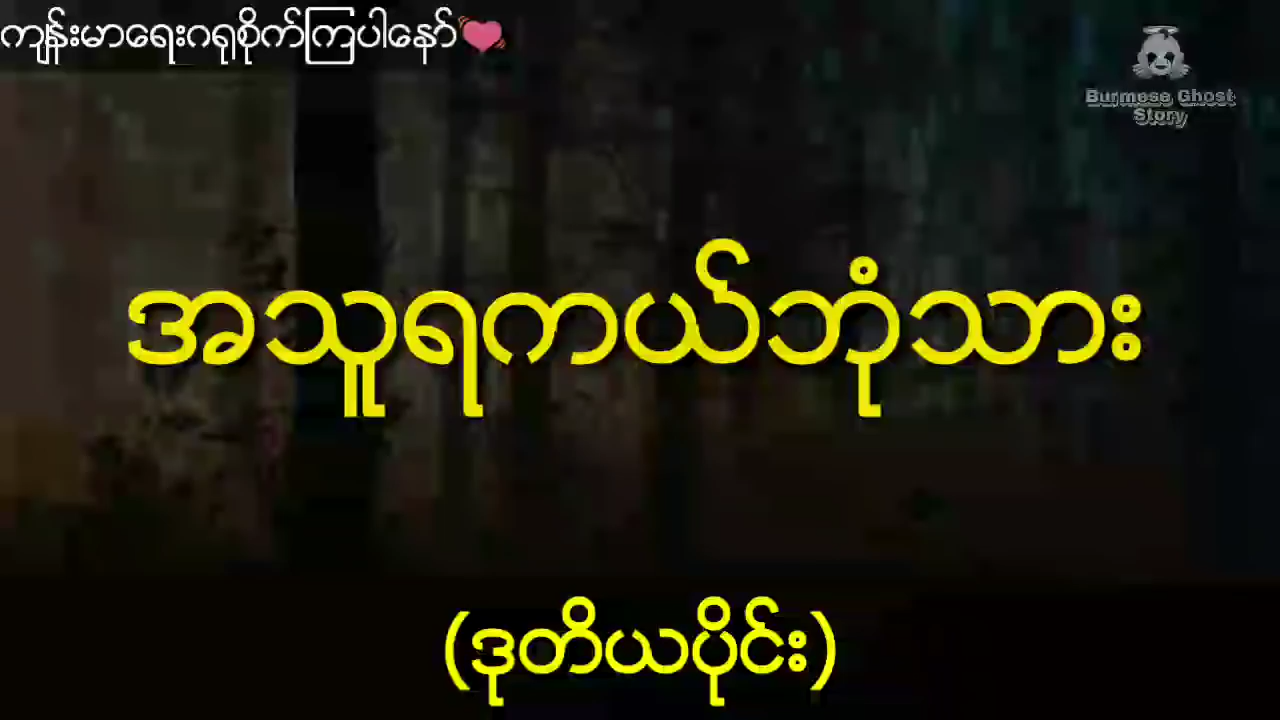 ကျန်းမာရေးဂရုစိုက်ကြပါနော်💓
Burmese Ghost
Story
အသူရကယ်ဘုံသား
(ဒုတိယပိုင်း)